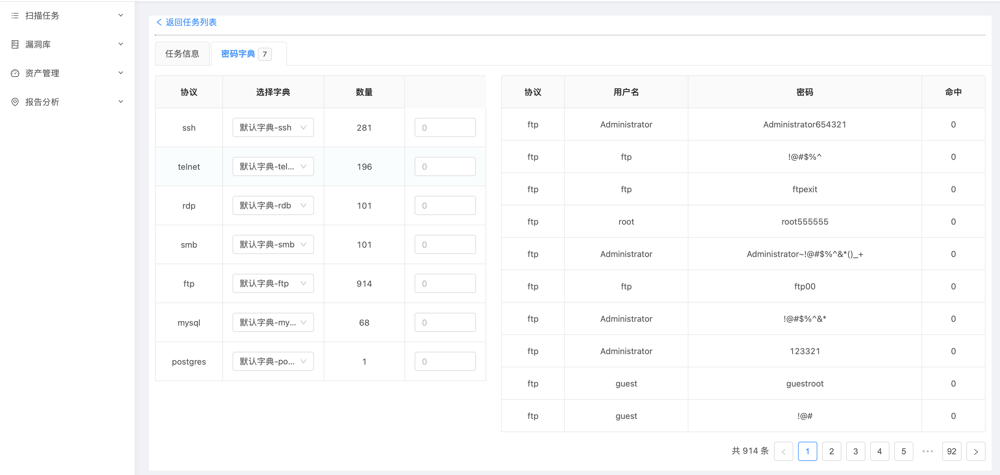 扫描任务
漏洞库
资产管理
报告分析
返回任务列表
任务信息 密码字典 7
协议 选择字典 数量
ssh 默认字典-ssh 281 0
telnet 默认字典-tel... 196 0
rdp 默认字典-rdb 101 0
smb 默认字典-smb 101 0
ftp 默认字典-ftp 914 0
mysql 默认字典-my... 68 0
postgres 默认字典-po... 1 0
协议 用户名 密码 命中
ftp Administrator Administrator654321 0
ftp ftp !@#$%^ 0
ftp ftp ftpexit 0
ftp root root555555 0
ftp Administrator Administrator~!@#$%^&*()_+ 0
ftp ftp ftp00 0
ftp Administrator !@#$%^&* 0
ftp Administrator 123321 0
ftp guest guestroot 0
ftp guest !@# 0
共 914 条 < 1 2 3 4 5 ••• 92 >